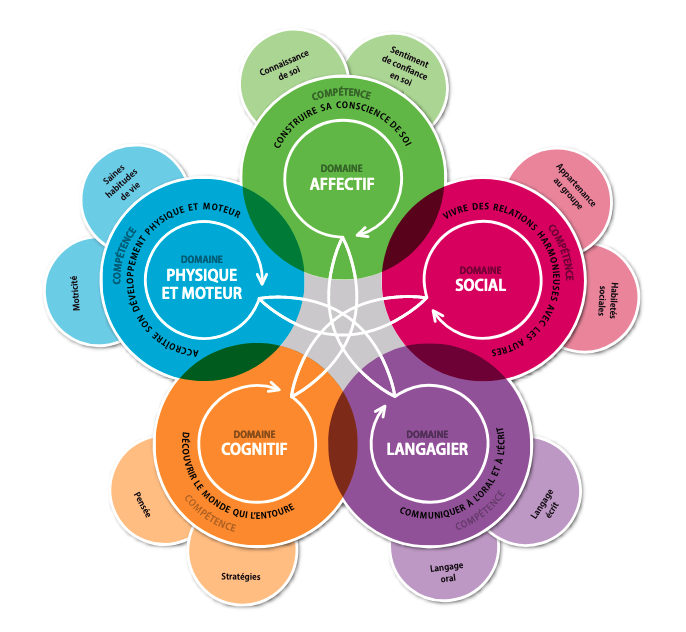 Connaissance
de soi
Sentiment
de confiance
en soi
COMPÉTENCE
CONSTRUIRE SA CONSCIENCE DE SOI
DOMAINE
AFFECTIF
Saines
habitudes
de vie
Motricité
COMPÉTENCE
ACCROÎTRE SON DÉVELOPPEMENT PHYSIQUE ET MOTEUR
DOMAINE
PHYSIQUE
ET MOTEUR
Appartenance
au groupe
Habiletés
sociales
COMPÉTENCE
VIVRE DES RELATIONS HARMONIEUSES AVEC LES AUTRES
DOMAINE
SOCIAL
DOMAINE
COGNITIF
DÉCOUVRIR LE MONDE QUI L'ENTOURE
COMPÉTENCE
Pensée
Stratégies
DOMAINE
LANGAGIER
COMMUNIQUER À L'ORAL ET À L'ÉCRIT
COMPÉTENCE
Langage
écrit
Langage
oral